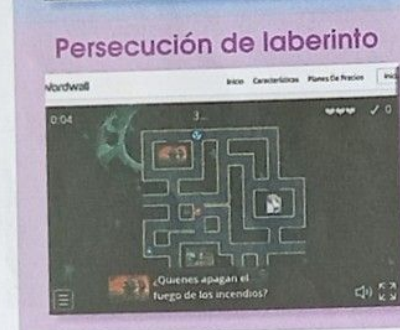 Persecución de laberinto
Wordwall
Inicio Características Planes De Precios
0:04
3...
✓ 0
¿Quienes apagan el
fuego de los incendios?